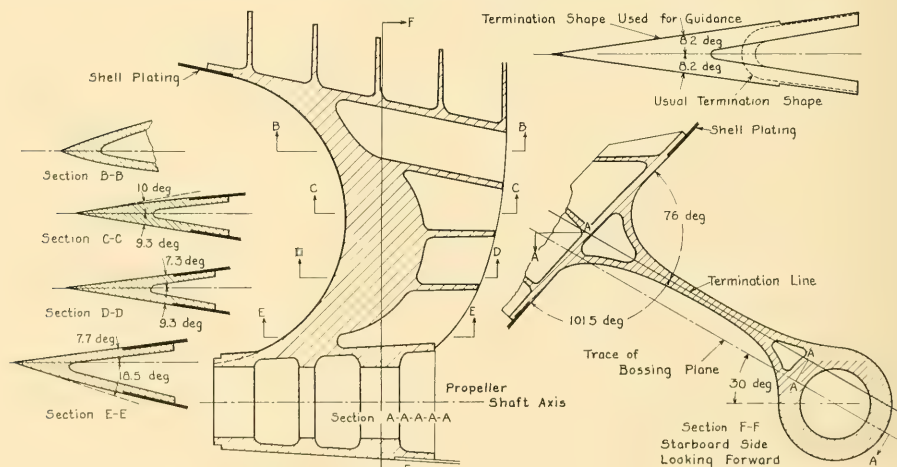 Termination Shape Used for Guidance
8.2 deg
8.2 deg
Usual Termination Shape
F
Shell Plating
Shell Plating
B
B
Section B-B
10 deg
C
C
9.3 deg
Section C-C
7.3 deg
D
D
9.3 deg
Section D-D
E
E
7.7 deg
18.5 deg
Section E-E
76 deg
A
A
Termination Line
101.5 deg
Trace of
Bossing Plane
30 deg
A
A
A'
Propeller
Shaft Axis
Section A-A-A-A-A
Section F-F
Starboard Side
Looking Forward